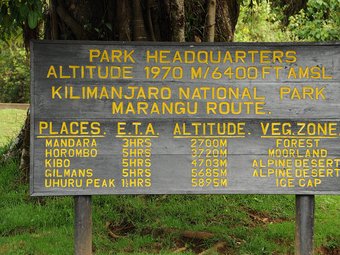 PARK HEADQUARTERS
ALTITUDE 1970 M/6400 FT AMSL
KILIMANJARO NATIONAL PARK
MARANGU ROUTE.
PLACES. E.T.A. ALTITUDE. VEG.ZONE.
MANDARA 3HRS 2700M FOREST
HOROMBO 5HRS 3720M MOORLAND
KIBO 5HRS 4703M ALPINE DESERT
GILMANS 5HRS 5685M ALPINE DESERT
UHURU PEAK 1½HRS 5895M ICE CAP